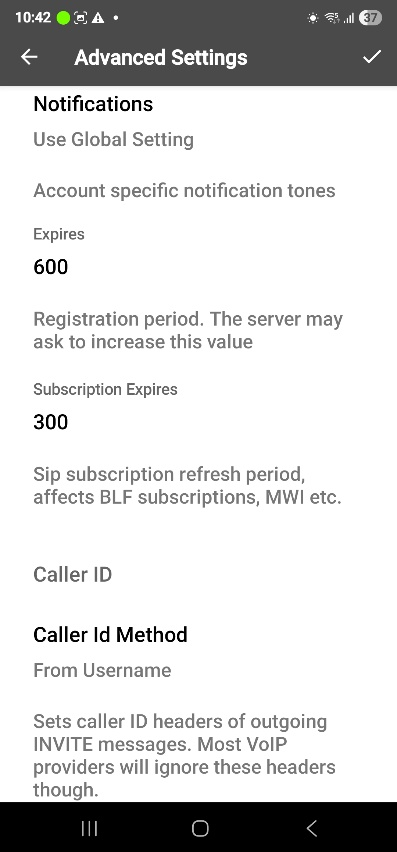 10:42
37
Advanced Settings
Notifications
Use Global Setting
Account specific notification tones
Expires
600
Registration period. The server may
ask to increase this value
Subscription Expires
300
Sip subscription refresh period,
affects BLF subscriptions, MWI etc.
Caller ID
Caller Id Method
From Username
Sets caller ID headers of outgoing
INVITE messages. Most VoIP
providers will ignore these headers
though.